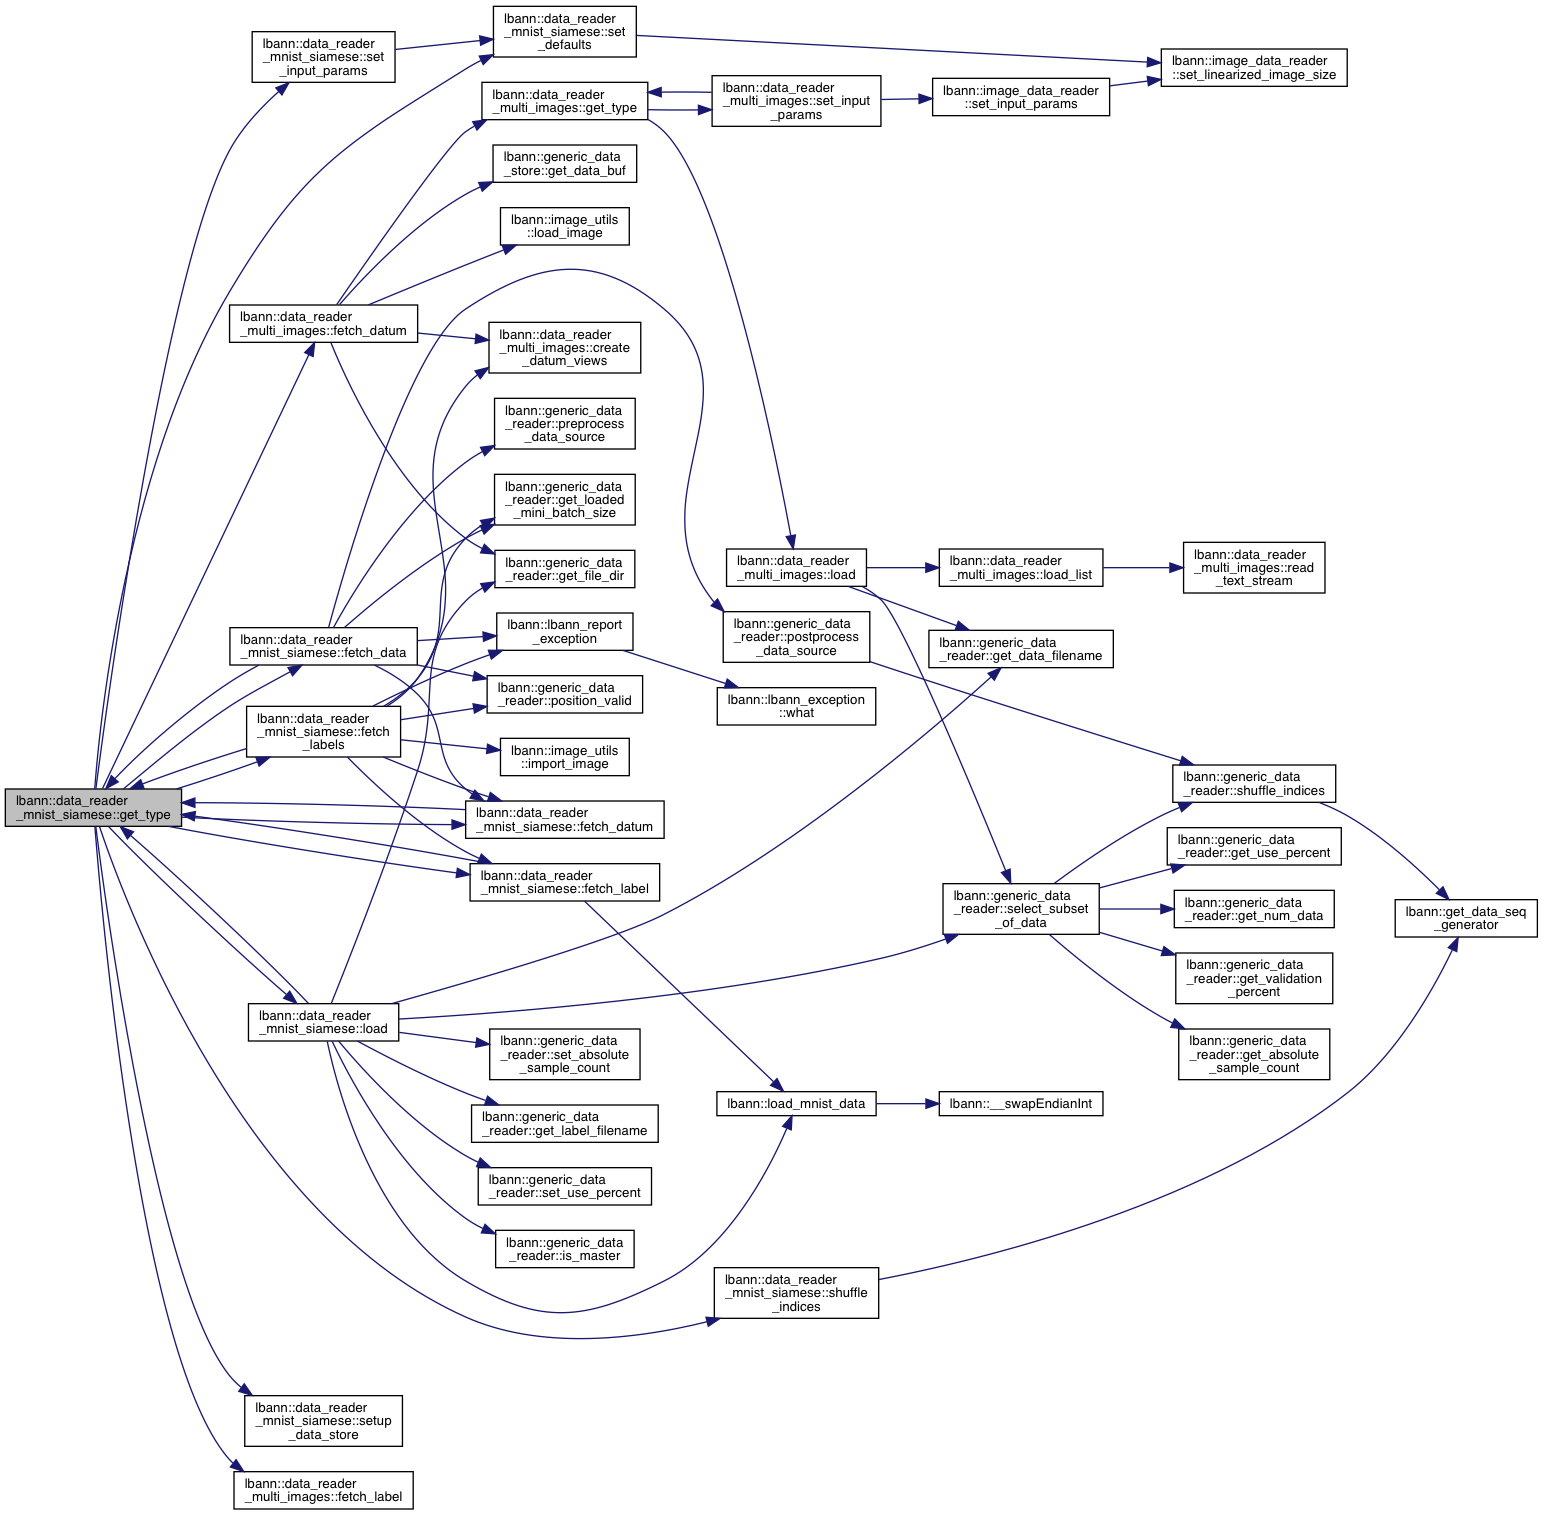 lbann::data_reader
_mnist_siamese::get_type
lbann::data_reader
_mnist_siamese::set
_input_params
lbann::data_reader
_multi_images::fetch_datum
lbann::data_reader
_mnist_siamese::fetch_data
lbann::data_reader
_mnist_siamese::fetch
_labels
lbann::data_reader
_mnist_siamese::load
lbann::data_reader
_mnist_siamese::setup
_data_store
lbann::data_reader
_multi_images::fetch_label
lbann::data_reader
_mnist_siamese::set
_defaults
lbann::data_reader
_multi_images::get_type
lbann::generic_data
_store::get_data_buf
lbann::image_utils
::load_image
lbann::data_reader
_multi_images::create
_datum_views
lbann::generic_data
_reader::preprocess
_data_source
lbann::generic_data
_reader::get_loaded
_mini_batch_size
lbann::generic_data
_reader::get_file_dir
lbann::lbann_report
_exception
lbann::generic_data
_reader::position_valid
lbann::image_utils
::import_image
lbann::data_reader
_mnist_siamese::fetch_datum
lbann::data_reader
_mnist_siamese::fetch_label
lbann::generic_data
_reader::set_absolute
_sample_count
lbann::generic_data
_reader::get_label_filename
lbann::generic_data
_reader::set_use_percent
lbann::generic_data
_reader::is_master
lbann::data_reader
_multi_images::set_input
_params
lbann::data_reader
_multi_images::load
lbann::generic_data
_reader::postprocess
_data_source
lbann::lbann_exception
::what
lbann::load_mnist_data
lbann::data_reader
_mnist_siamese::shuffle
_indices
lbann::image_data_reader
::set_input_params
lbann::data_reader
_multi_images::load_list
lbann::generic_data
_reader::get_data_filename
lbann::generic_data
_reader::select_subset
_of_data
lbann::__swapEndianInt
lbann::image_data_reader
::set_linearized_image_size
lbann::data_reader
_multi_images::read
_text_stream
lbann::generic_data
_reader::shuffle_indices
lbann::generic_data
_reader::get_use_percent
lbann::generic_data
_reader::get_num_data
lbann::generic_data
_reader::get_validation
_percent
lbann::generic_data
_reader::get_absolute
_sample_count
lbann::get_data_seq
_generator